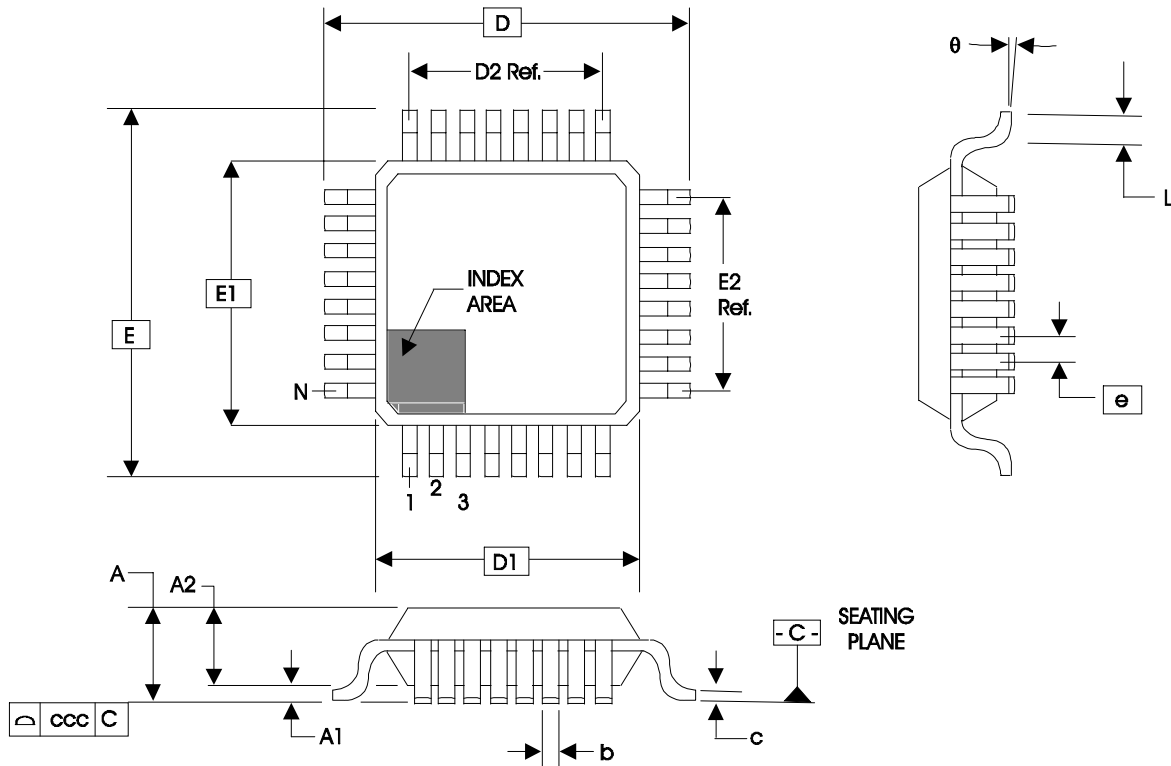 D
D2 Ref.
θ
L
E1
E
INDEX
AREA
E2
Ref.
N
e
1
2
3
D1
A
A2
- C -
SEATING
PLANE
ccc C
A1
b
c